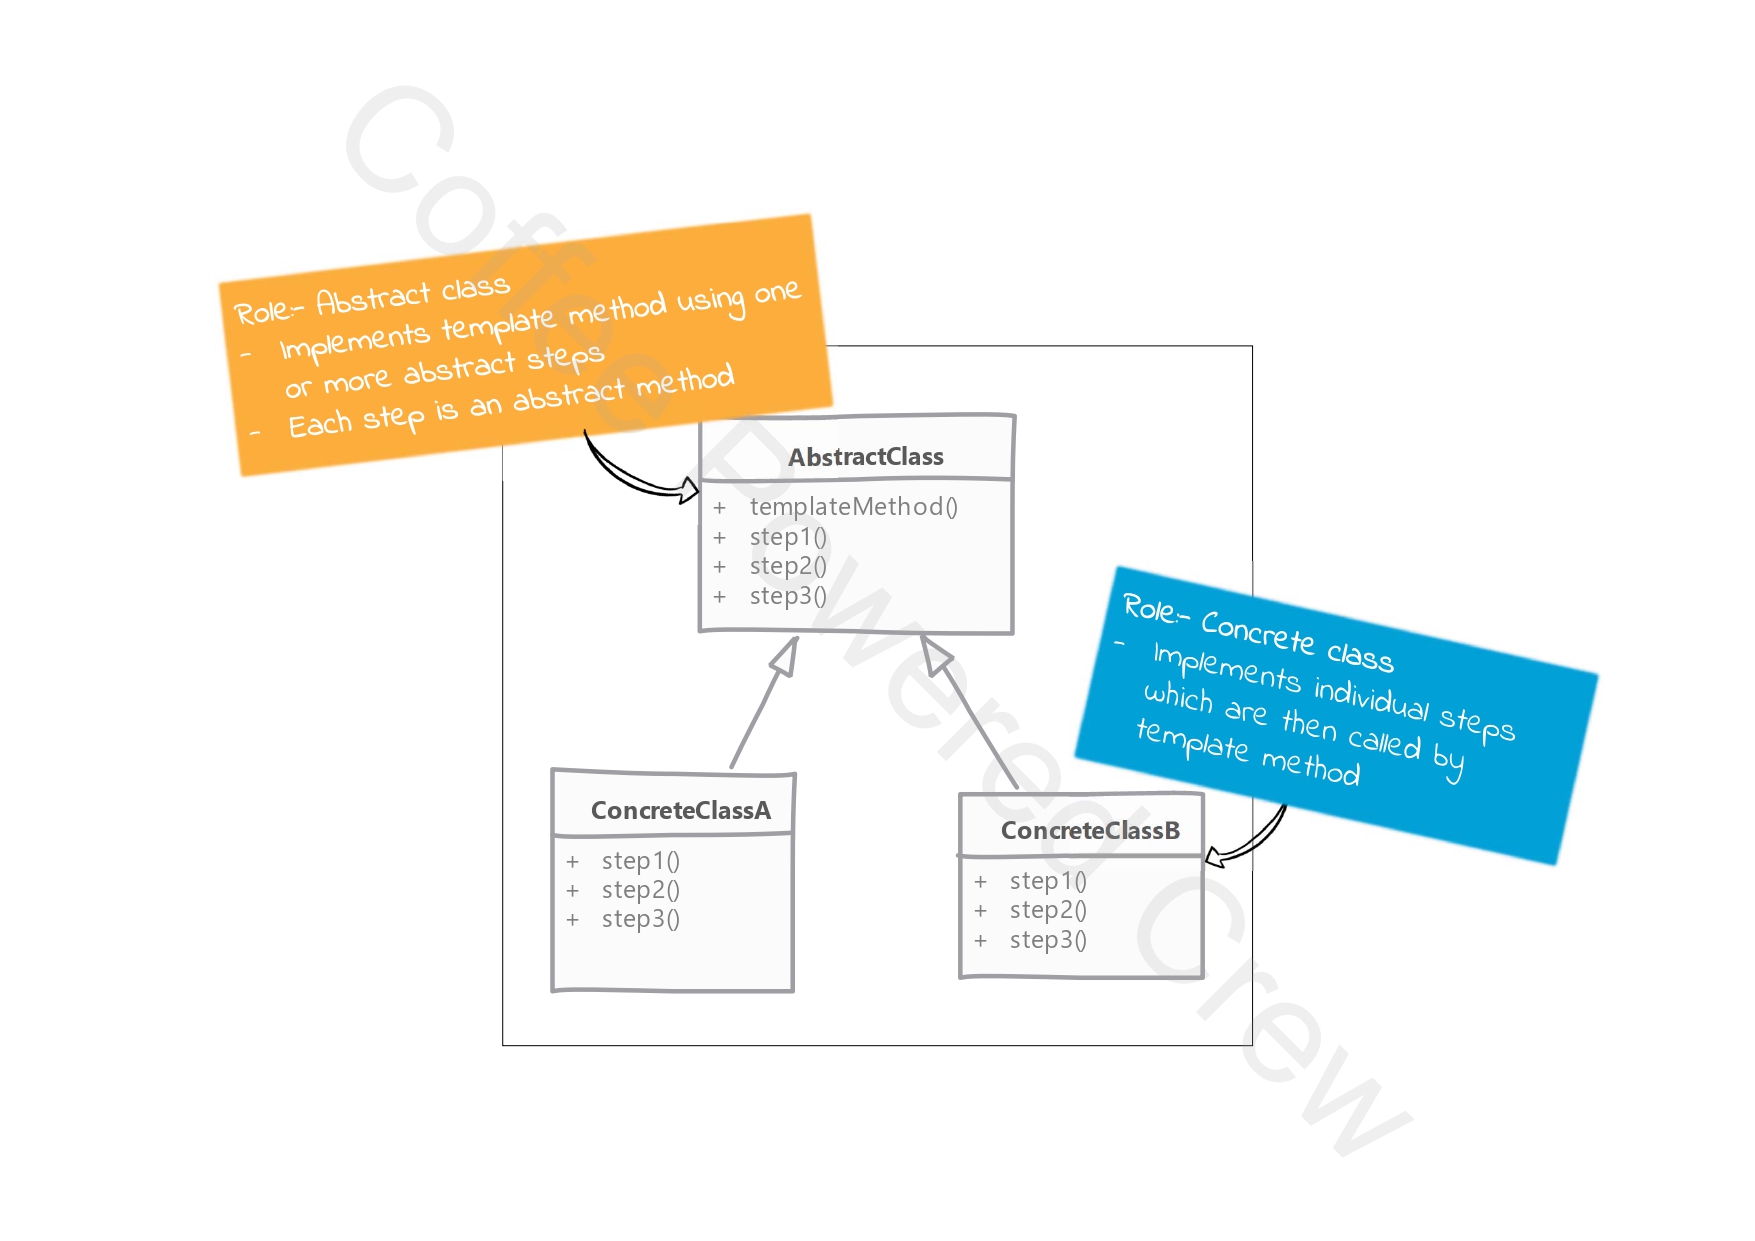 Role:- Abstract class
- Implements template method using one
or more abstract steps
- Each step is an abstract method
AbstractClass
+ templateMethod()
+ step1()
+ step2()
+ step3()
Role:- Concrete class
- Implements individual steps
which are then called by
template method
ConcreteClassA
+ step1()
+ step2()
+ step3()
ConcreteClassB
+ step1()
+ step2()
+ step3()
Coffee Powered Crew